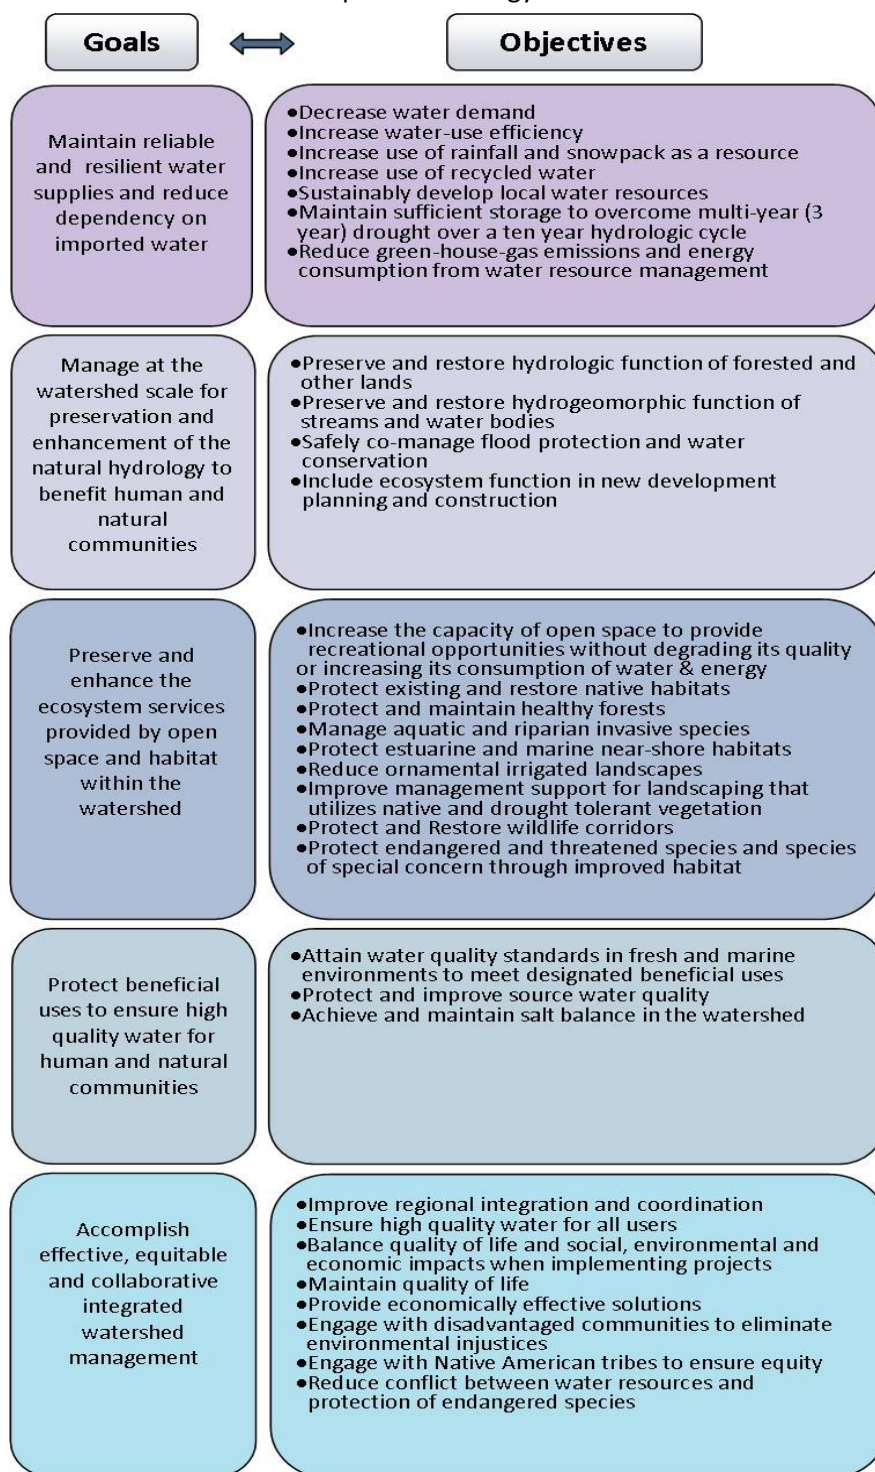 Goals
Objectives
Maintain reliable
and resilient water
supplies and reduce
dependency on
imported water
●Decrease water demand
●Increase water-use efficiency
●Increase use of rainfall and snowpack as a resource
●Increase use of recycled water
●Sustainably develop local water resources
●Maintain sufficient storage to overcome multi-year (3
year) drought over a ten year hydrologic cycle
●Reduce green-house-gas emissions and energy
consumption from water resource management
Manage at the
watershed scale for
preservation and
enhancement of the
natural hydrology to
benefit human and
natural
communities
●Preserve and restore hydrologic function of forested and
other lands
●Preserve and restore hydrogeomorphic function of
streams and water bodies
●Safely co-manage flood protection and water
conservation
●Include ecosystem function in new development
planning and construction
Preserve and
enhance the
ecosystem services
provided by open
space and habitat
within the
watershed
●Increase the capacity of open space to provide
recreational opportunities without degrading its quality
or increasing its consumption of water & energy
●Protect existing and restore native habitats
●Protect and maintain healthy forests
●Manage aquatic and riparian invasive species
●Protect estuarine and marine near-shore habitats
●Reduce ornamental irrigated landscapes
●Improve management support for landscaping that
utilizes native and drought tolerant vegetation
●Protect and Restore wildlife corridors
●Protect endangered and threatened species and species
of special concern through improved habitat
Protect beneficial
uses to ensure high
quality water for
human and natural
communities
●Attain water quality standards in fresh and marine
environments to meet designated beneficial uses
●Protect and improve source water quality
●Achieve and maintain salt balance in the watershed
Accomplish
effective, equitable
and collaborative
integrated
watershed
management
●Improve regional integration and coordination
●Ensure high quality water for all users
●Balance quality of life and social, environmental and
economic impacts when implementing projects
●Maintain quality of life
●Provide economically effective solutions
●Engage with disadvantaged communities to eliminate
environmental injustices
●Engage with Native American tribes to ensure equity
●Reduce conflict between water resources and
protection of endangered species